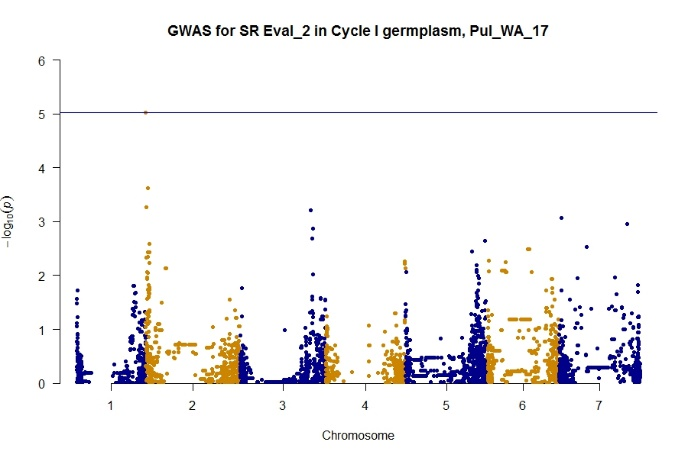 GWAS for SR Eval_2 in Cycle I germplasm, Pul_WA_17
6
5
4
3
2
1
0
−log10(p)
1 2 3 4 5 6 7
Chromosome